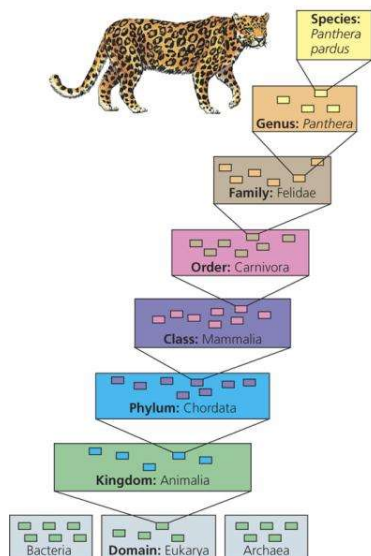 Species:
Panthera
pardus
Genus: Panthera
Family: Felidae
Order: Carnivora
Class: Mammalia
Phylum: Chordata
Kingdom: Animalia
Bacteria
Domain: Eukarya
Archaea